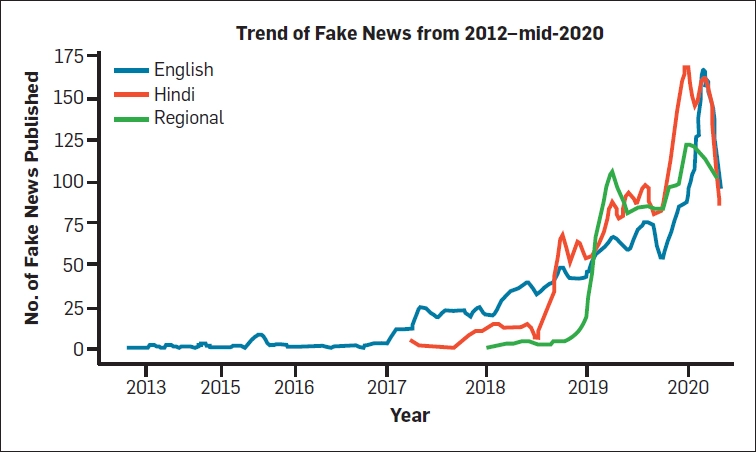 Trend of Fake News from 2012–mid-2020
No. of Fake News Published
175
150
125
100
75
50
25
0
English
Hindi
Regional
2013 2015 2016 2017 2018 2019 2020
Year